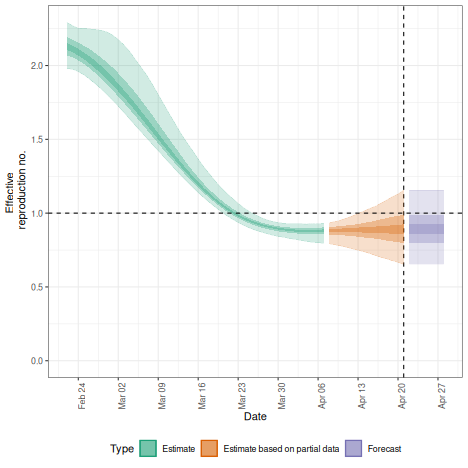 Effective
reproduction no.
2.0
1.5
1.0
0.5
0.0
Feb 24
Mar 02
Mar 09
Mar 16
Mar 23
Mar 30
Apr 06
Apr 13
Apr 20
Apr 27
Date
Type Estimate Estimate based on partial data Forecast